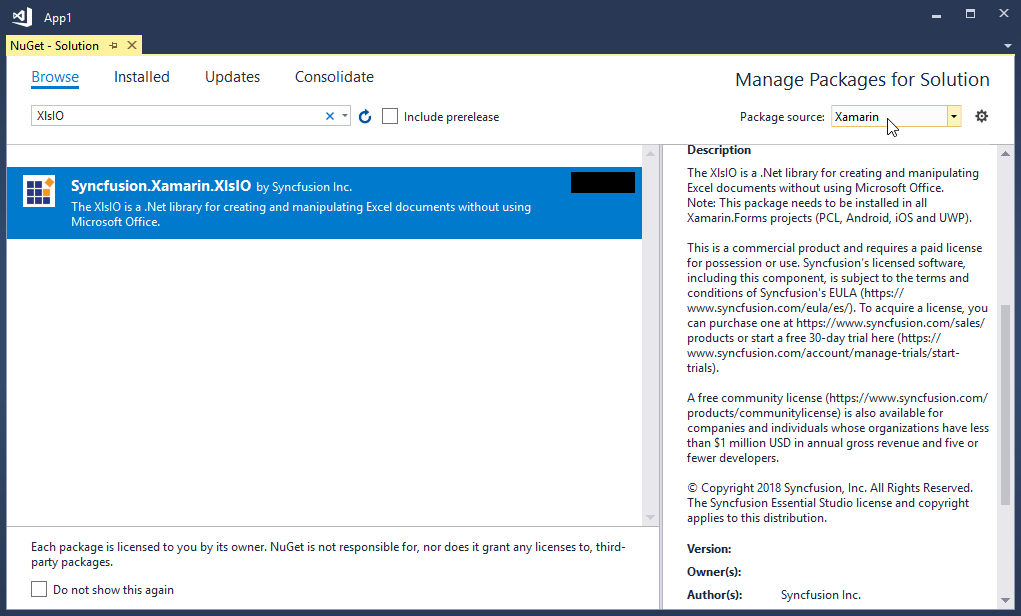 App1
NuGet - Solution
Browse Installed Updates Consolidate
Manage Packages for Solution
XlsIO
Include prerelease
Package source: Xamarin
Syncfusion.Xamarin.XlsIO by Syncfusion Inc.
The XlsIO is a .Net library for creating and manipulating Excel documents without using
Microsoft Office.
Description
The XlsIO is a .Net library for creating and manipulating
Excel documents without using Microsoft Office.
Note: This package needs to be installed in all
Xamarin.Forms projects (PCL, Android, iOS and UWP).
This is a commercial product and requires a paid license
for possession or use. Syncfusion's licensed software,
including this component, is subject to the terms and
conditions of Syncfusion's EULA (https://
www.syncfusion.com/eula/es/). To acquire a license, you
can purchase one at https://www.syncfusion.com/sales/
products or start a free 30-day trial here (https://
www.syncfusion.com/account/manage-trials/start-
trials).
A free community license (https://www.syncfusion.com/
products/communitylicense) is also available for
companies and individuals whose organizations have less
than $1 million USD in annual gross revenue and five or
fewer developers.
© Copyright 2018 Syncfusion, Inc. All Rights Reserved.
The Syncfusion Essential Studio license and copyright
applies to this distribution.
Version:
Owner(s):
Author(s): Syncfusion Inc.
Each package is licensed to you by its owner. NuGet is not responsible for, nor does it grant any licenses to, third-
party packages.
Do not show this again